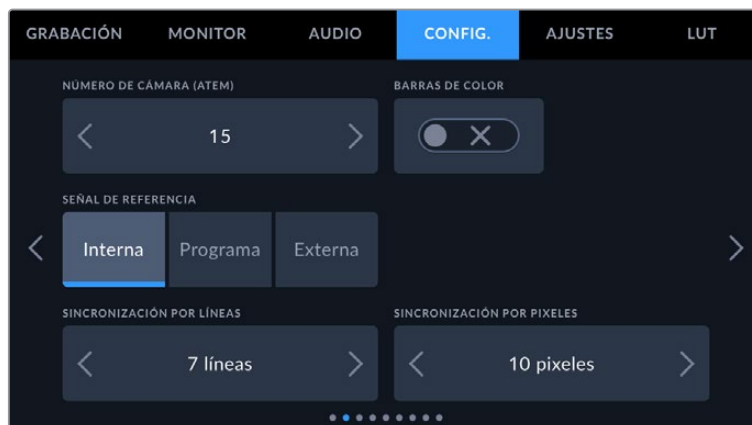 GRABACIÓN MONITOR AUDIO CONFIG. AJUSTES LUT
NÚMERO DE CÁMARA (ATEM) BARRAS DE COLOR
15
SEÑAL DE REFERENCIA
Interna Programa Externa
SINCRONIZACIÓN POR LÍNEAS SINCRONIZACIÓN POR PIXELES
7 líneas 10 pixeles